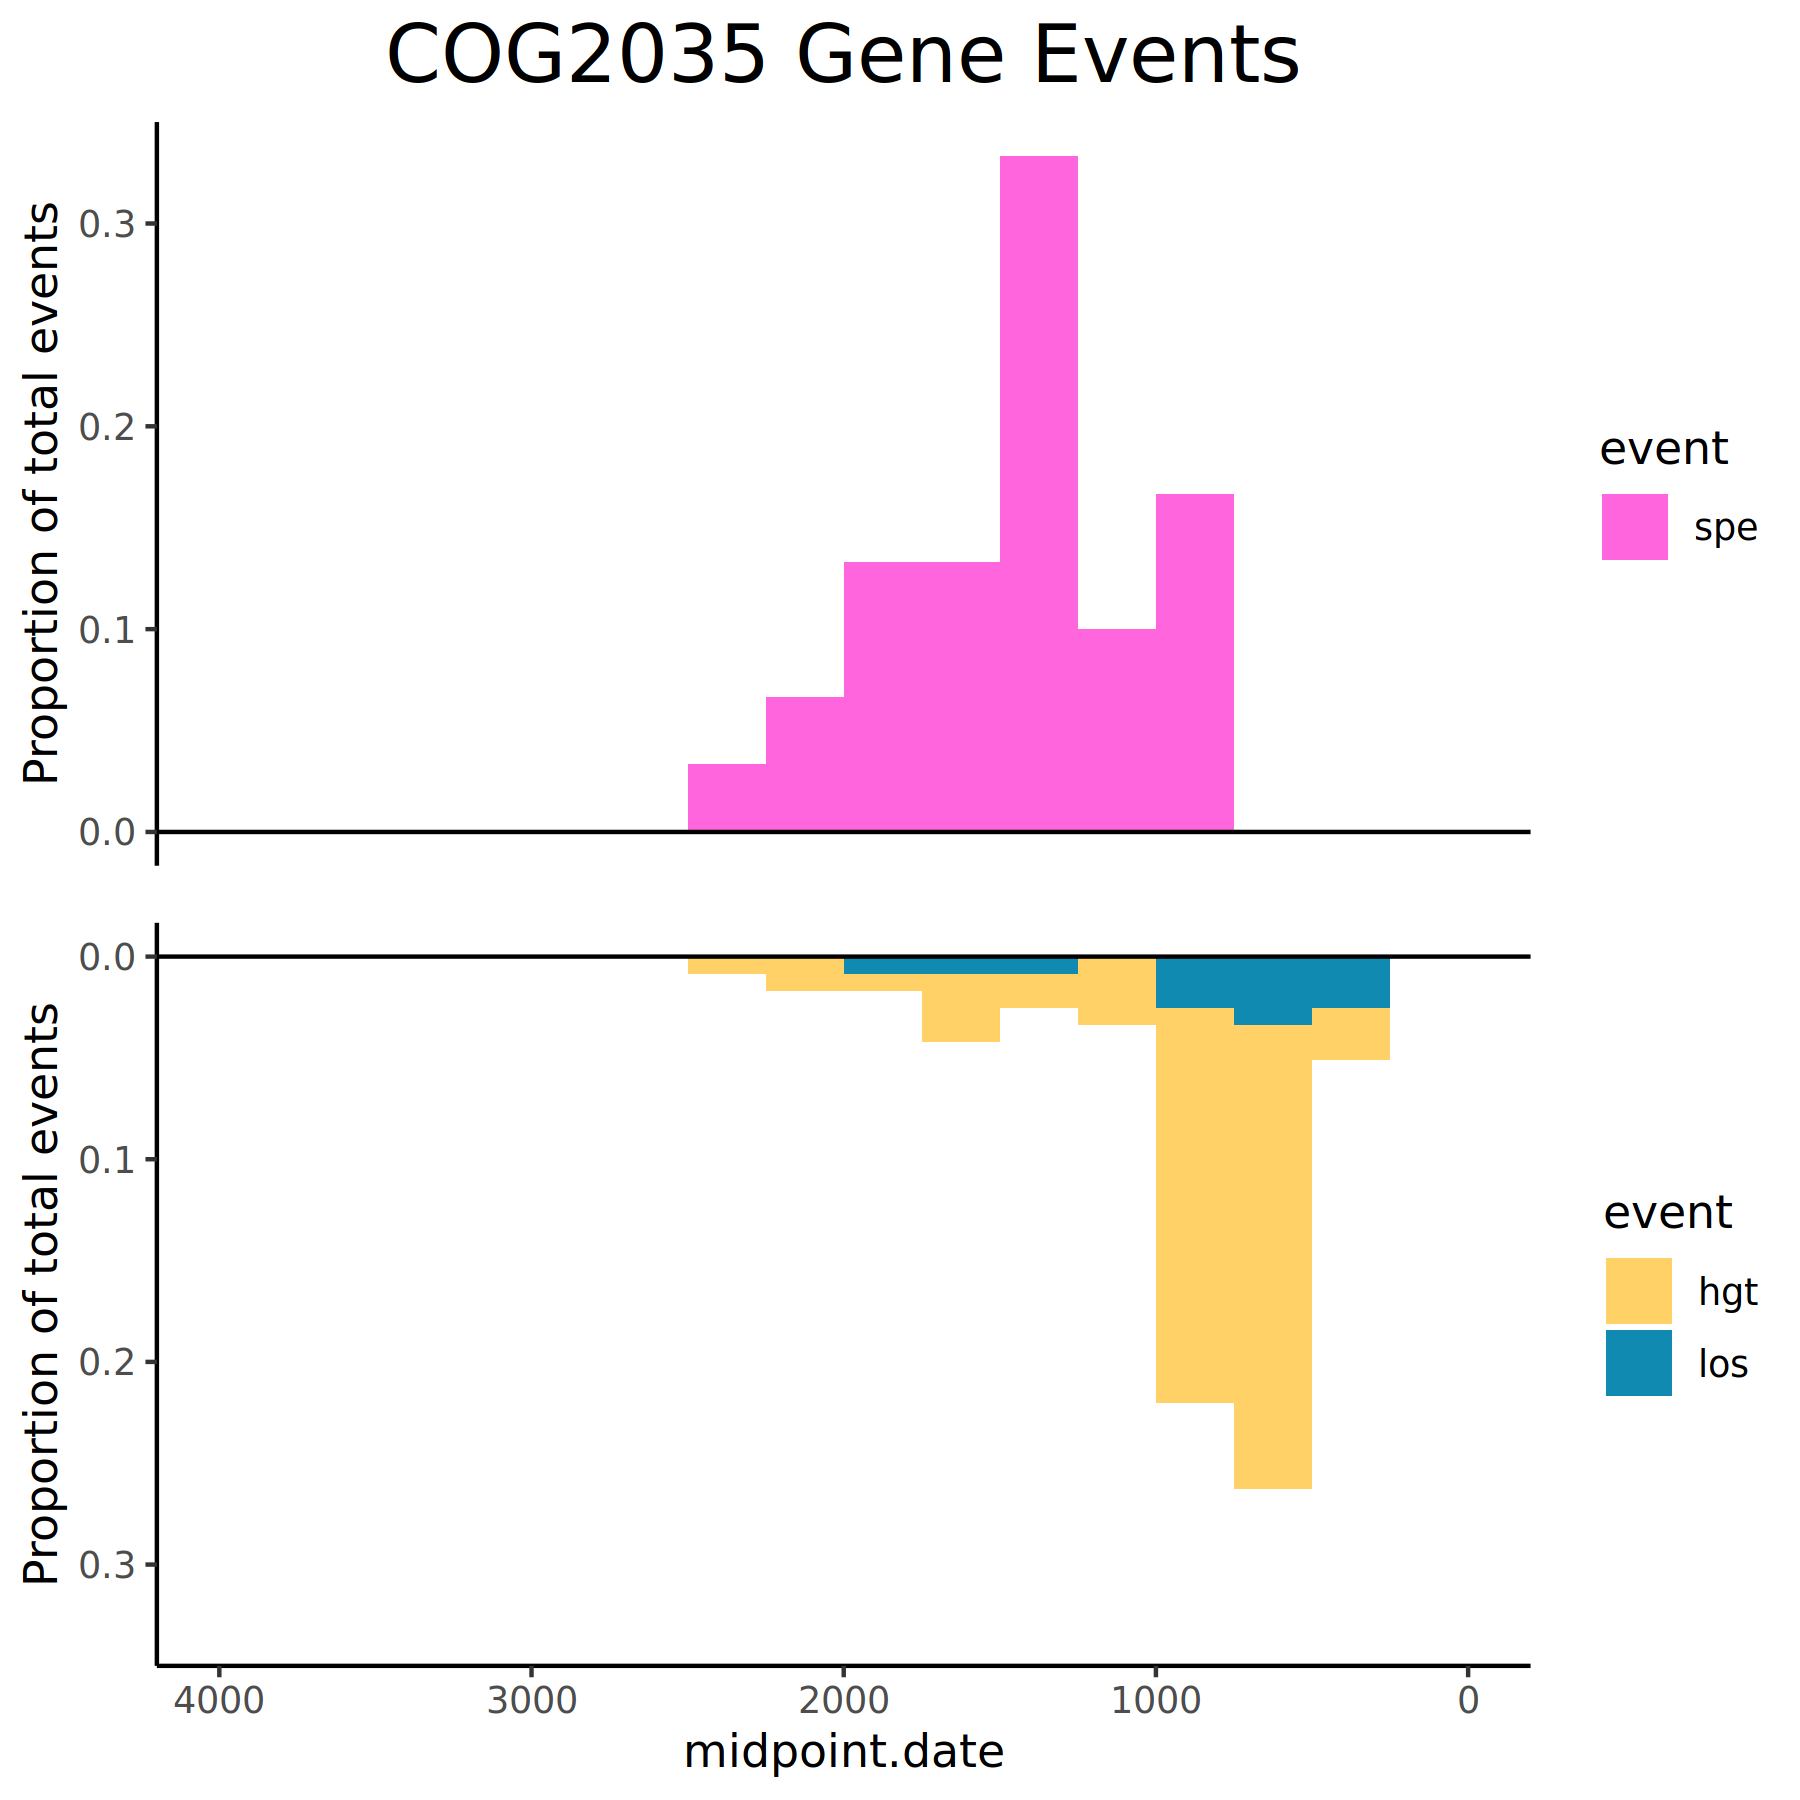 COG2035 Gene Events
Proportion of total events
0.3
0.2
0.1
0.0
event
spe
Proportion of total events
0.0
0.1
0.2
0.3
event
hgt
los
4000 3000 2000 1000 0
midpoint.date